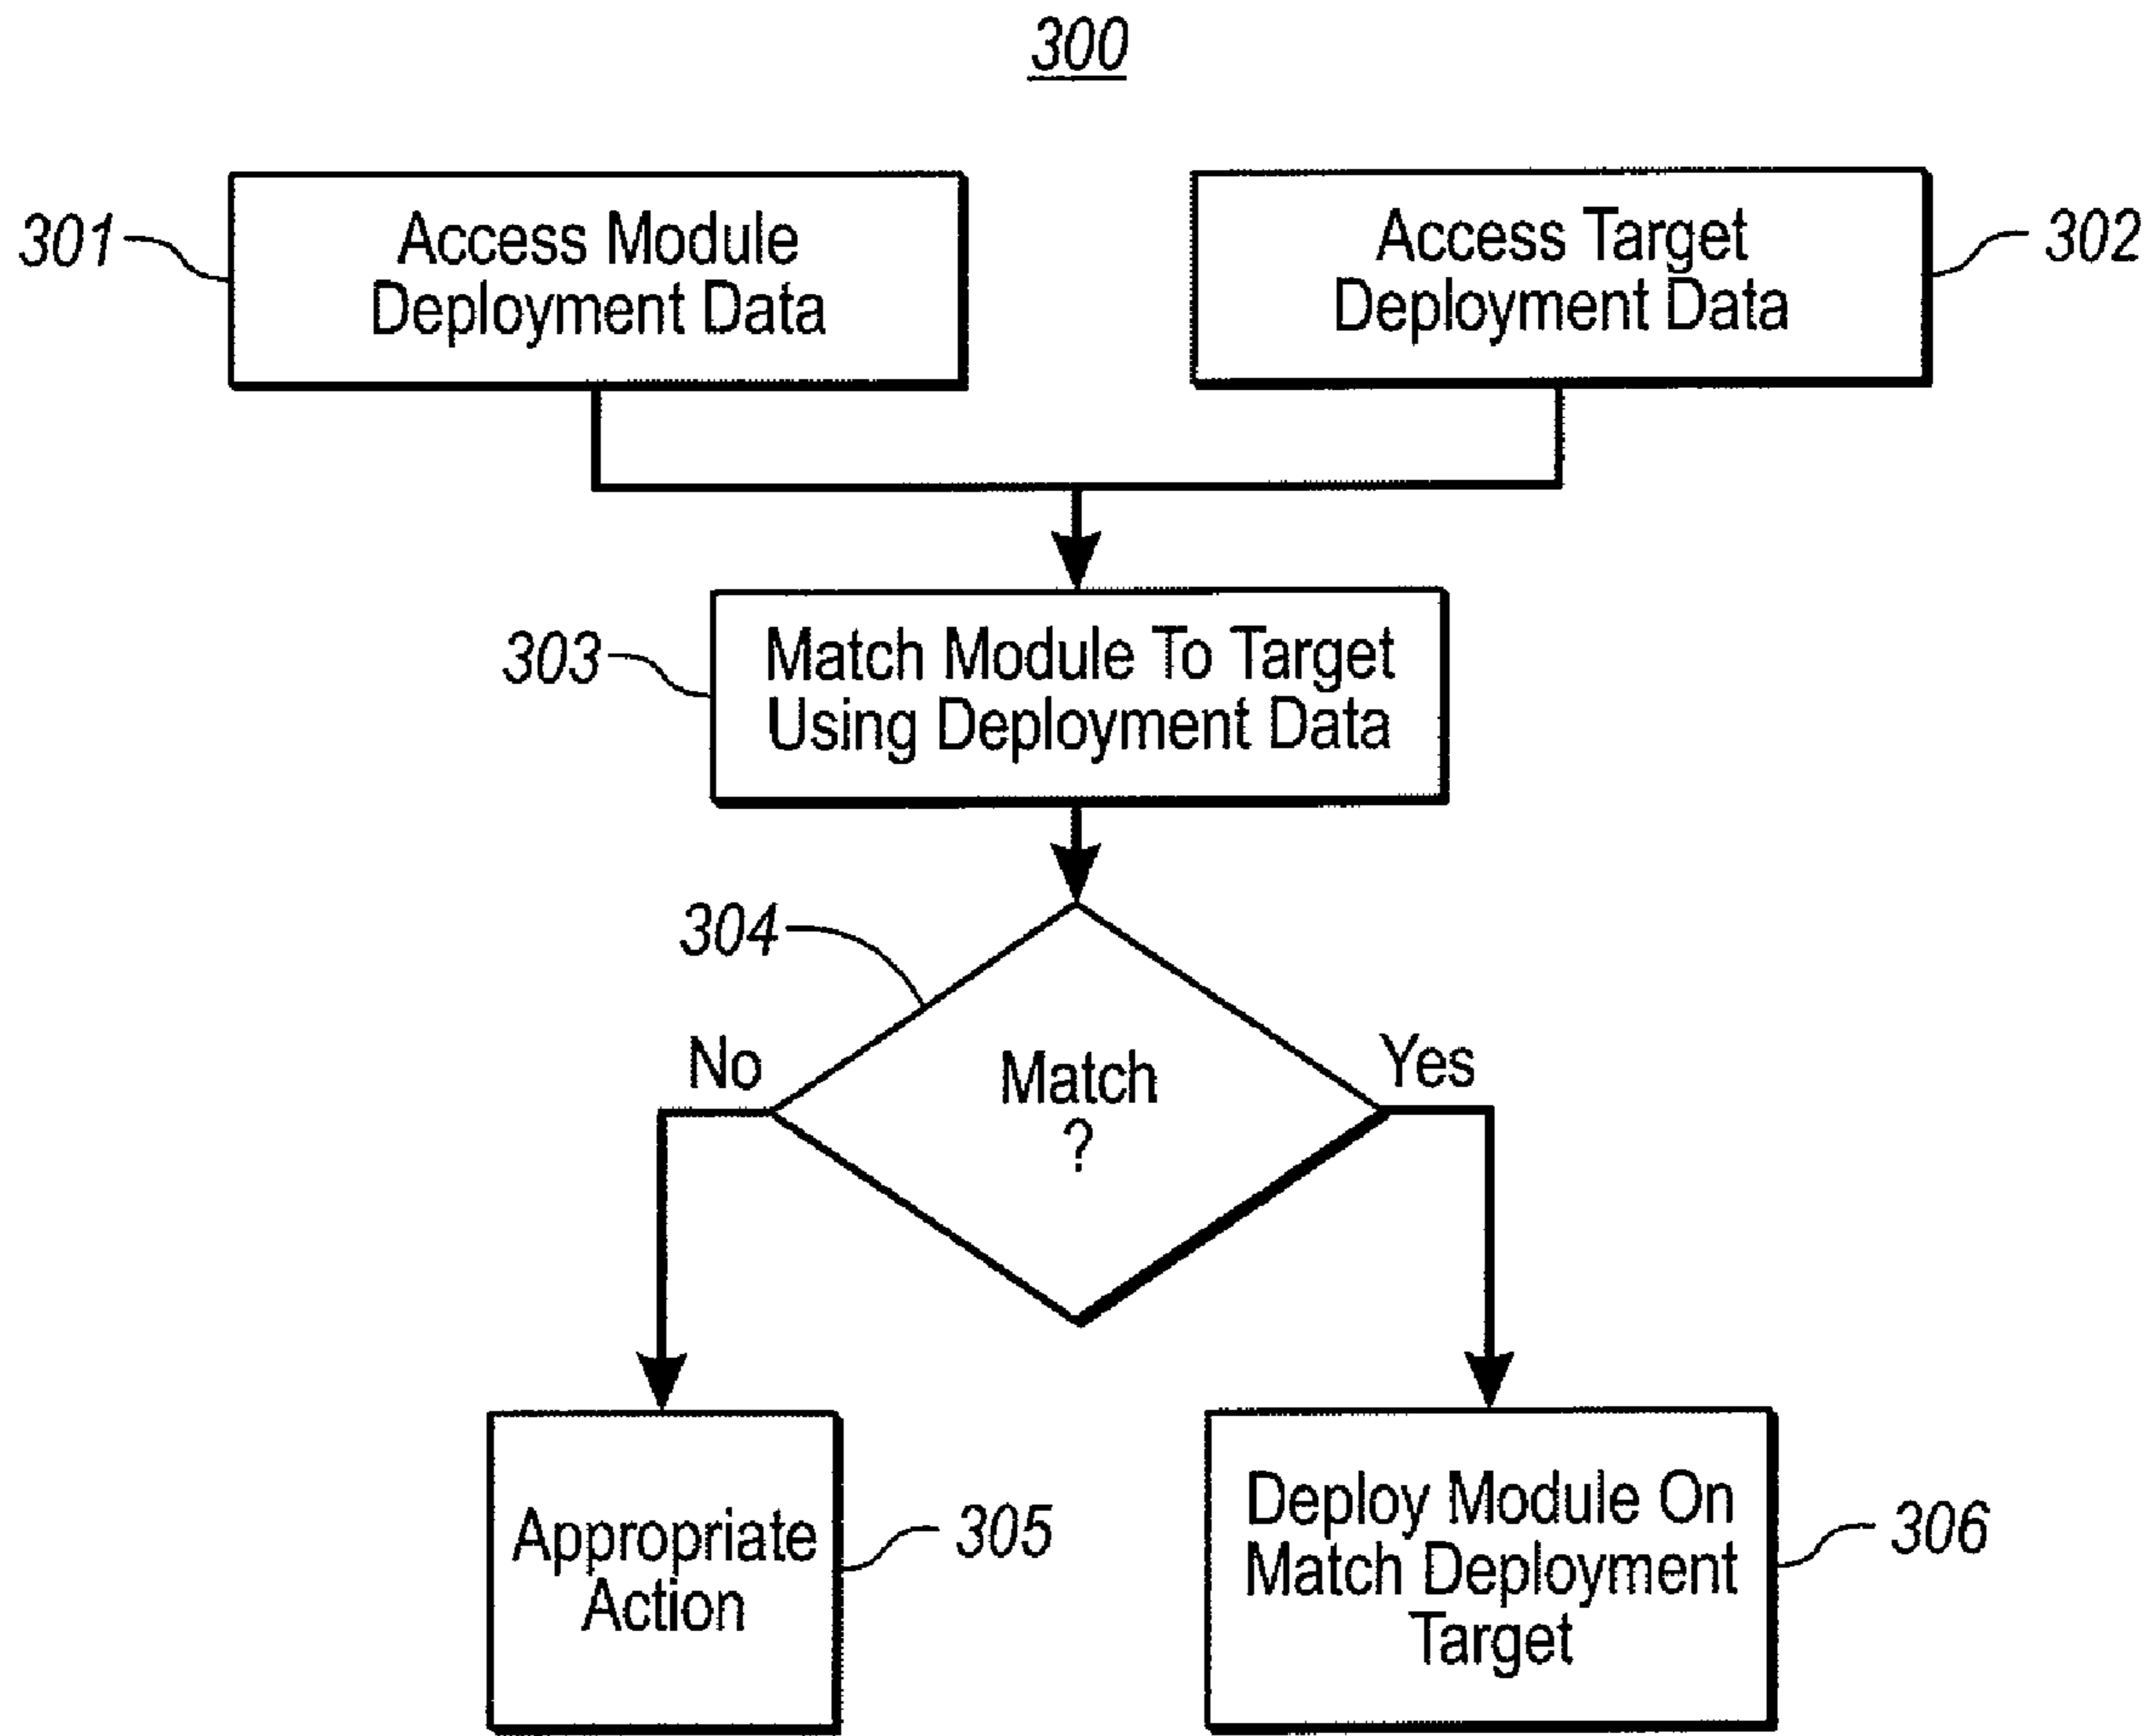 300
301
Access Module
Deployment Data
Access Target
Deployment Data
302
303
Match Module To Target
Using Deployment Data
304
No
Match
?
Yes
Appropriate
Action
305
Deploy Module On
Match Deployment
Target
306